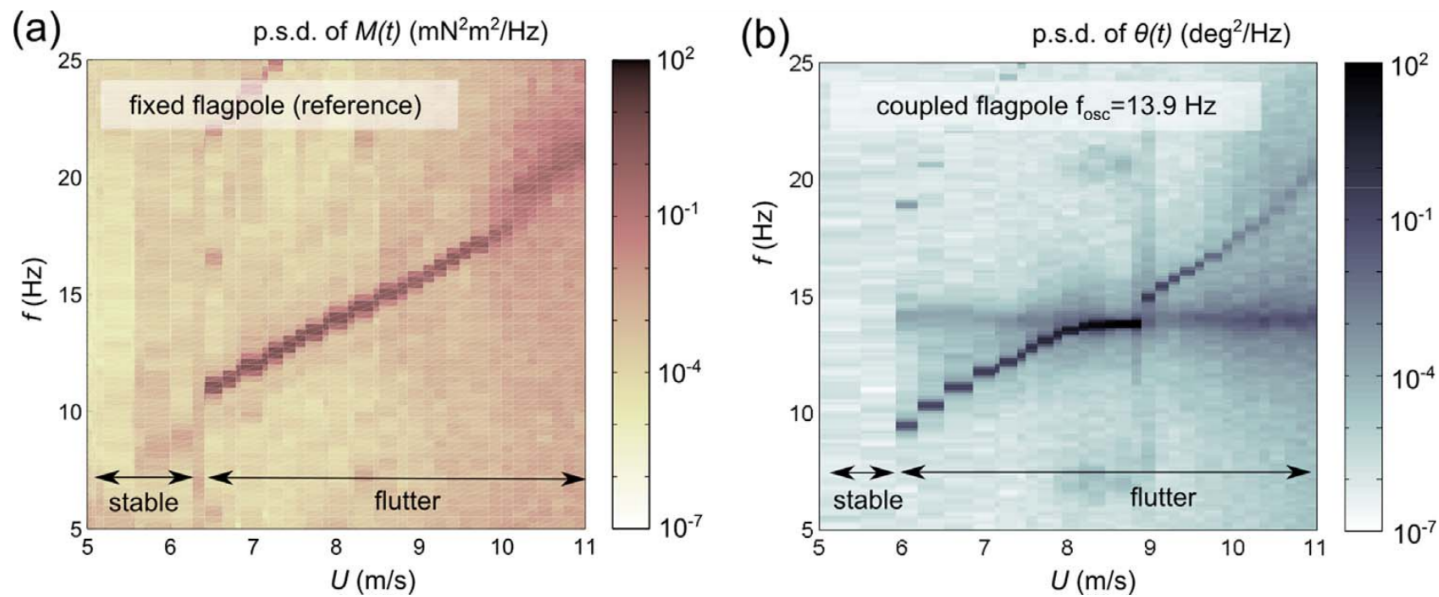 (a)
p.s.d. of M(t) (mN²m²/Hz)
fixed flagpole (reference)
25
20
15
10
5
f (Hz)
stable
flutter
5 6 7 8 9 10 11
U (m/s)
10²
10⁻¹
10⁻⁴
10⁻⁷
(b)
p.s.d. of θ(t) (deg²/Hz)
coupled flagpole f_osc=13.9 Hz
25
20
15
10
5
f (Hz)
stable
flutter
5 6 7 8 9 10 11
U (m/s)
10²
10⁻¹
10⁻⁴
10⁻⁷